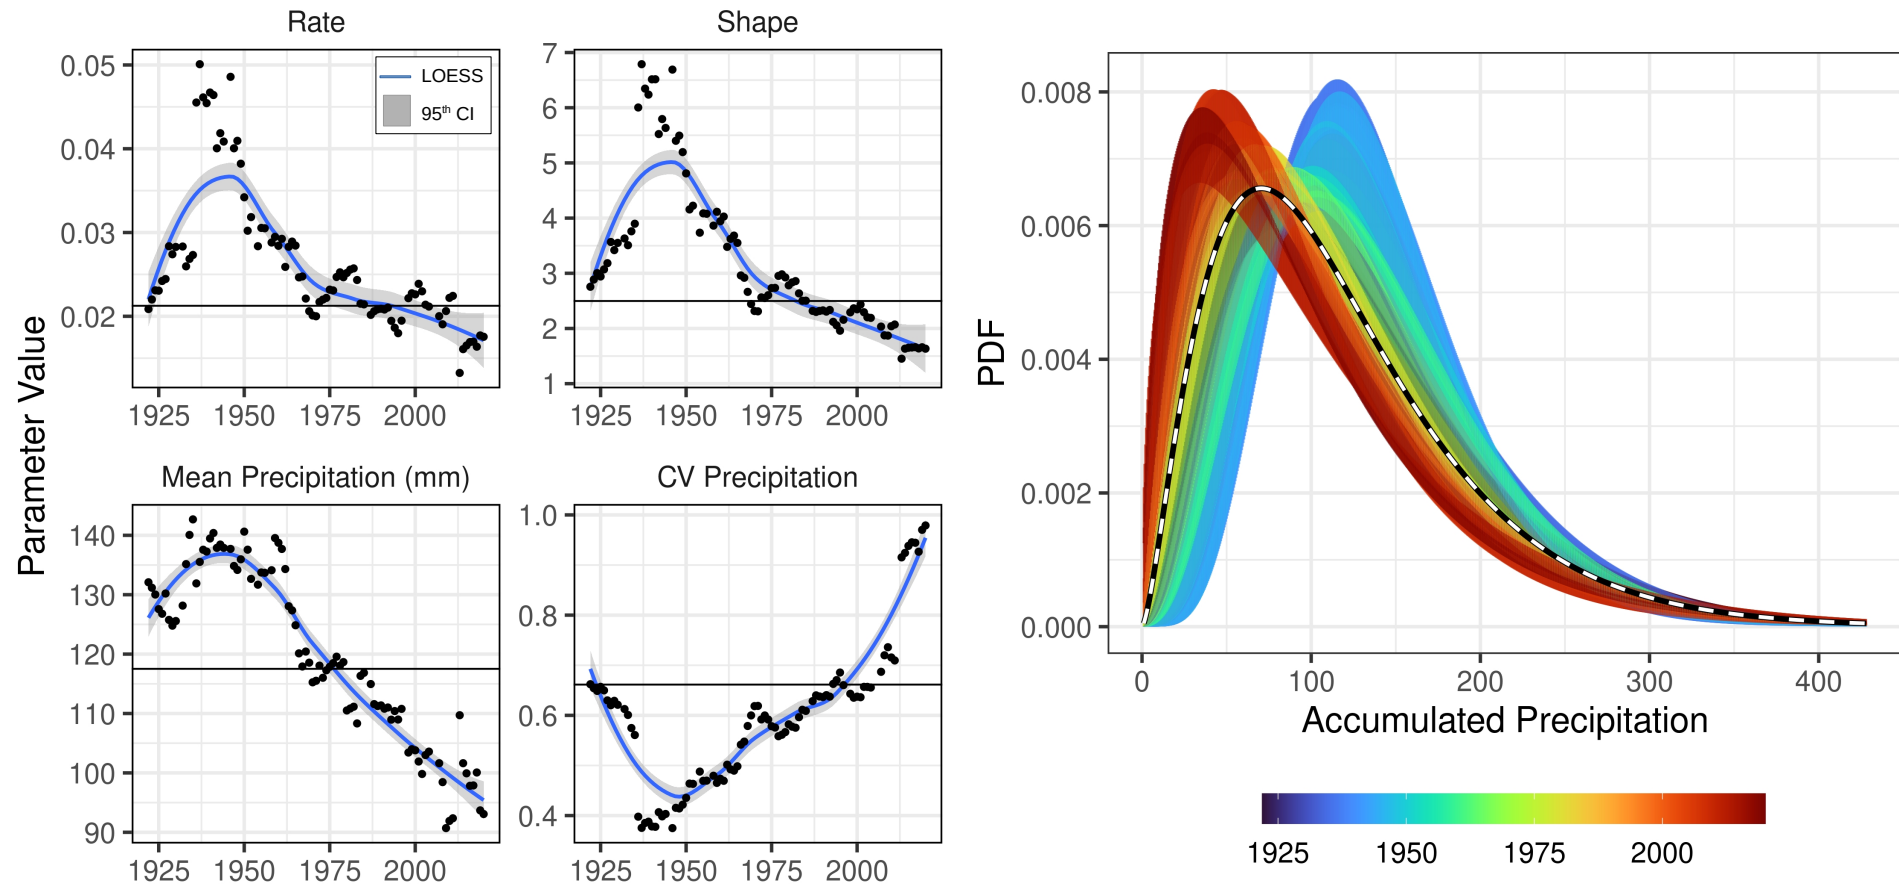 Rate
Shape
0.05
0.04
0.03
0.02
LOESS
95th CI
1925 1950 1975 2000
7
6
5
4
3
2
1
1925 1950 1975 2000
Parameter Value
Mean Precipitation (mm)
CV Precipitation
140
130
120
110
100
90
1925 1950 1975 2000
1.0
0.8
0.6
0.4
1925 1950 1975 2000
PDF
0.008
0.006
0.004
0.002
0.000
0 100 200 300 400
Accumulated Precipitation
1925 1950 1975 2000